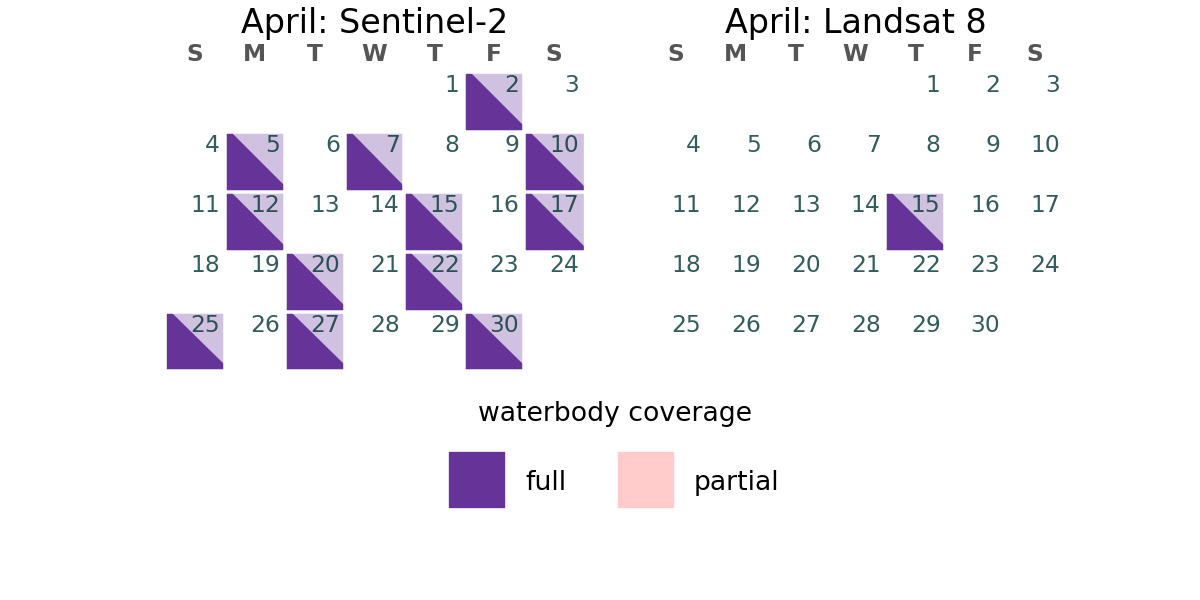 April: Sentinel-2
S M T W T F S
1 2 3
4 5 6 7 8 9 10
11 12 13 14 15 16 17
18 19 20 21 22 23 24
25 26 27 28 29 30
April: Landsat 8
S M T W T F S
1 2 3
4 5 6 7 8 9 10
11 12 13 14 15 16 17
18 19 20 21 22 23 24
25 26 27 28 29 30
waterbody coverage
full partial